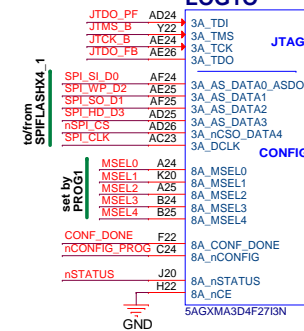 LOG1C
JTDO_PF AD24 3A_TDI
JTMS_B Y22 3A_TMS JTAG
JTCK_B AE24 3A_TCK
JTDO_FB AE26 3A_TDO
to/from SPIFLASHX4_1
SPI_SI_D0 AF24 3A_AS_DATA0_ASDO
SPI_WP_D2 AE25 3A_AS_DATA1
SPI_SO_D1 AF25 3A_AS_DATA2
SPI_HD_D3 AD25 3A_AS_DATA3
nSPI_CS AD26 3A_nCSO_DATA4
SPI_CLK AC23 3A_DCLK
CONFIG
set by PROG1
MSEL0 A24 8A_MSEL0
MSEL1 K20 8A_MSEL1
MSEL2 A25 8A_MSEL2
MSEL3 B24 8A_MSEL3
MSEL4 B25 8A_MSEL4
CONF_DONE F22 8A_CONF_DONE
nCONFIG_PROG C24 8A_nCONFIG
nSTATUS J20 8A_nSTATUS
H22 8A_nCE
5AGXMA3D4F27I3N
GND